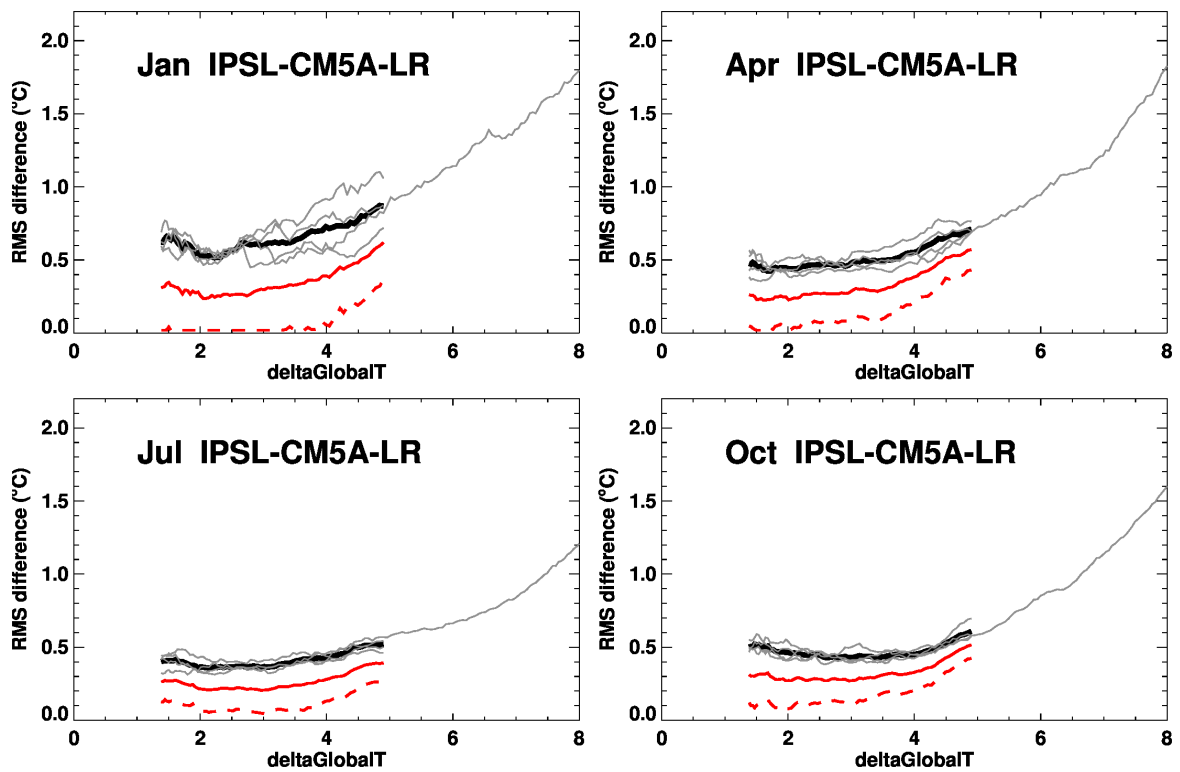 Jan IPSL-CM5A-LR
RMS difference (°C)
2.0
1.5
1.0
0.5
0.0
0 2 4 6 8
deltaGlobalT
Apr IPSL-CM5A-LR
RMS difference (°C)
2.0
1.5
1.0
0.5
0.0
0 2 4 6 8
deltaGlobalT
Jul IPSL-CM5A-LR
RMS difference (°C)
2.0
1.5
1.0
0.5
0.0
0 2 4 6 8
deltaGlobalT
Oct IPSL-CM5A-LR
RMS difference (°C)
2.0
1.5
1.0
0.5
0.0
0 2 4 6 8
deltaGlobalT